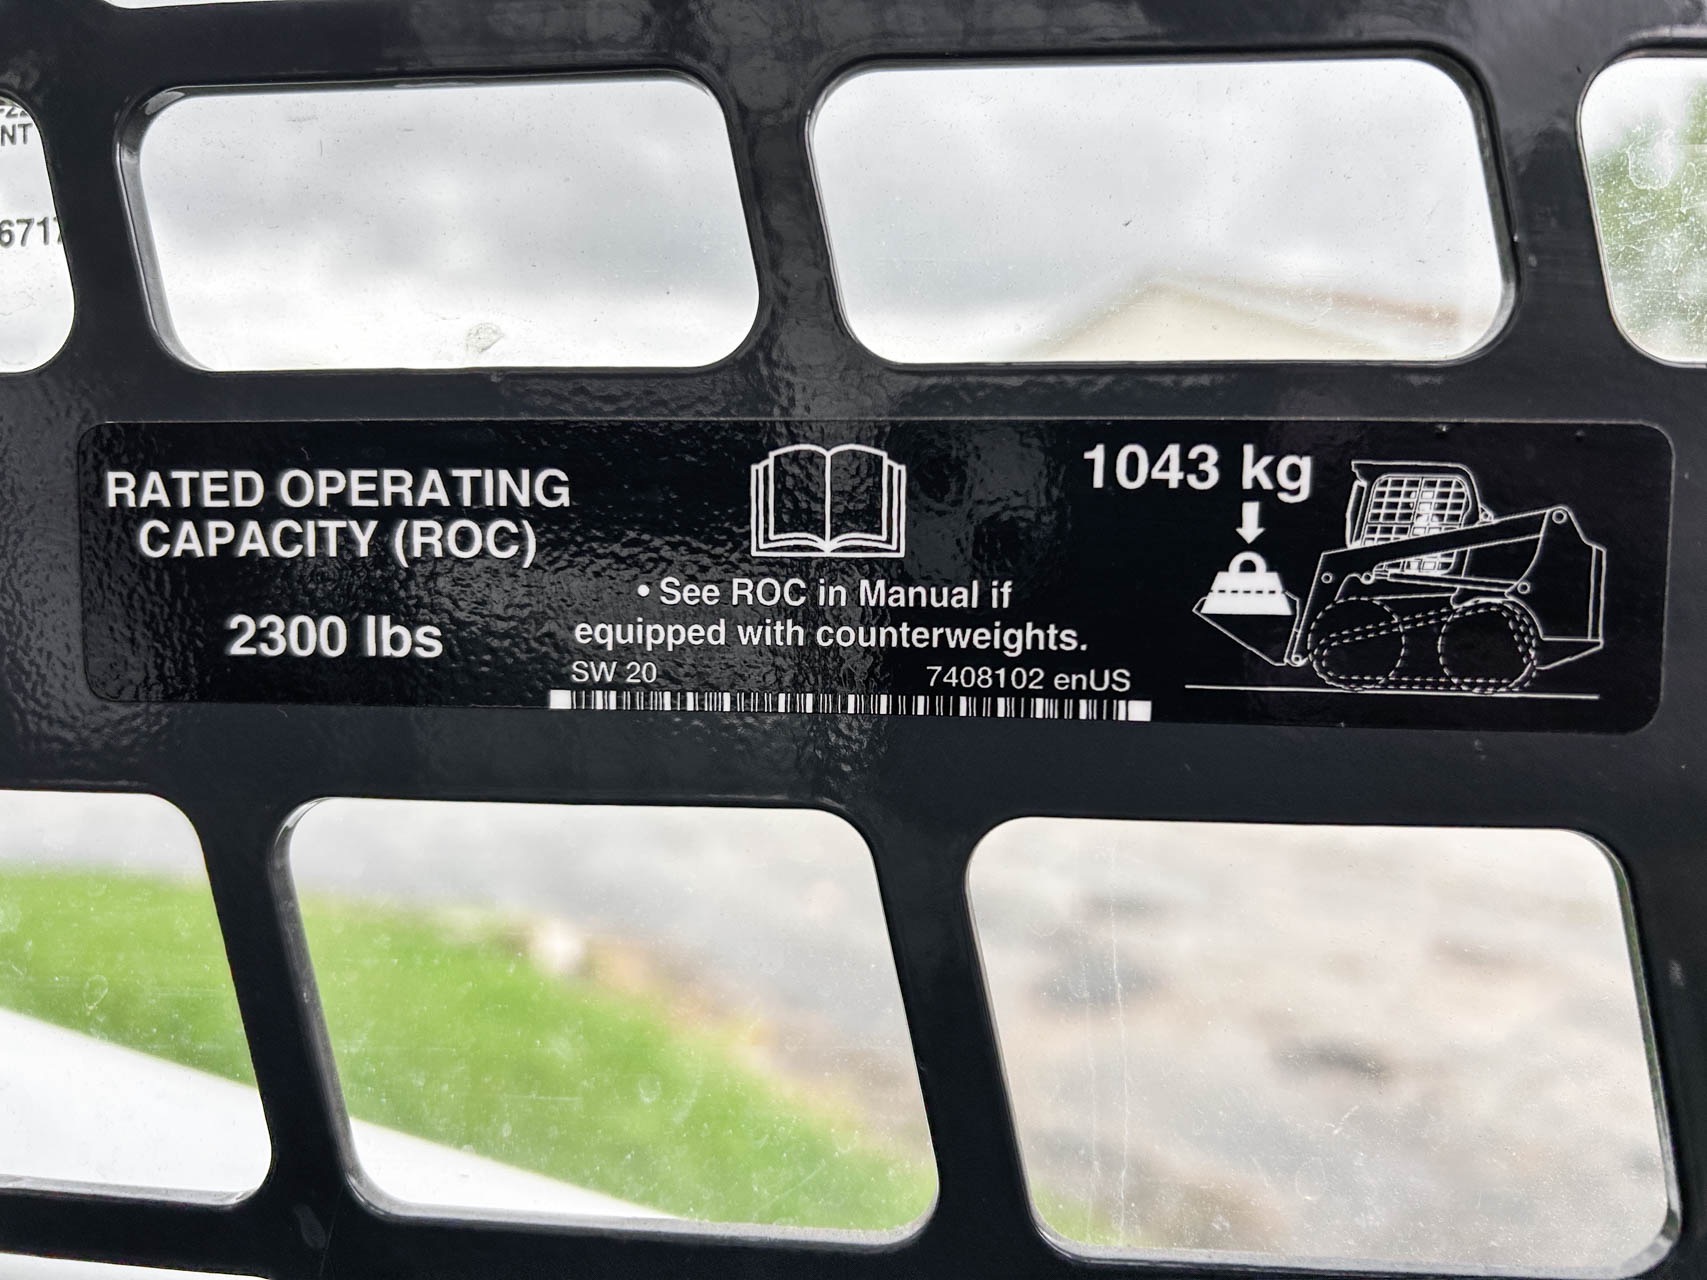 NT
RATED OPERATING
CAPACITY (ROC)
2300 lbs
• See ROC in Manual if
equipped with counterweights.
SW 20
7408102 enUS
1043 kg